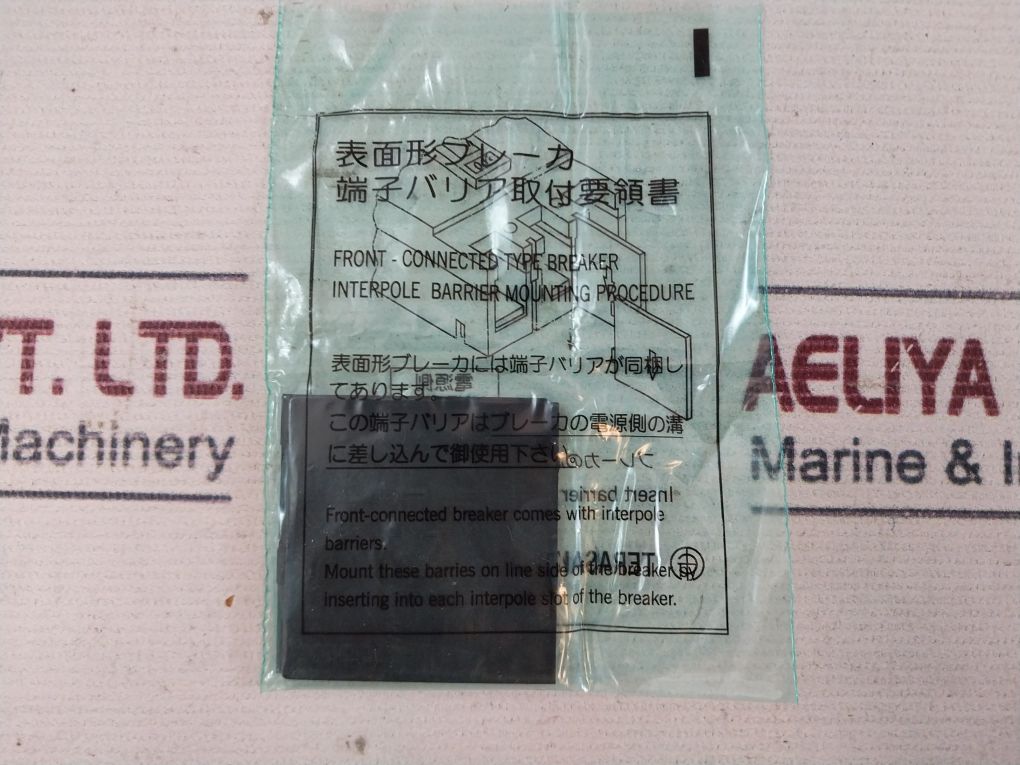 表面形ブレーカ
端子バリア取付要領書
FRONT - CONNECTED TYPE BREAKER
INTERPOLE BARRIER MOUNTING PROCEDURE
表面形ブレーカには端子バリアが同梱し
てあります。
電源側
この端子バリアはブレーカの電源側の溝
に差し込んで御使用下さい。
Insert barrier
Front-connected breaker comes with interpole
barriers.
TERASAKI
Mount these barries on line side of the breaker by
inserting into each interpole slot of the breaker.
VT. LTD.
Machinery
AELIYA
Marine & I